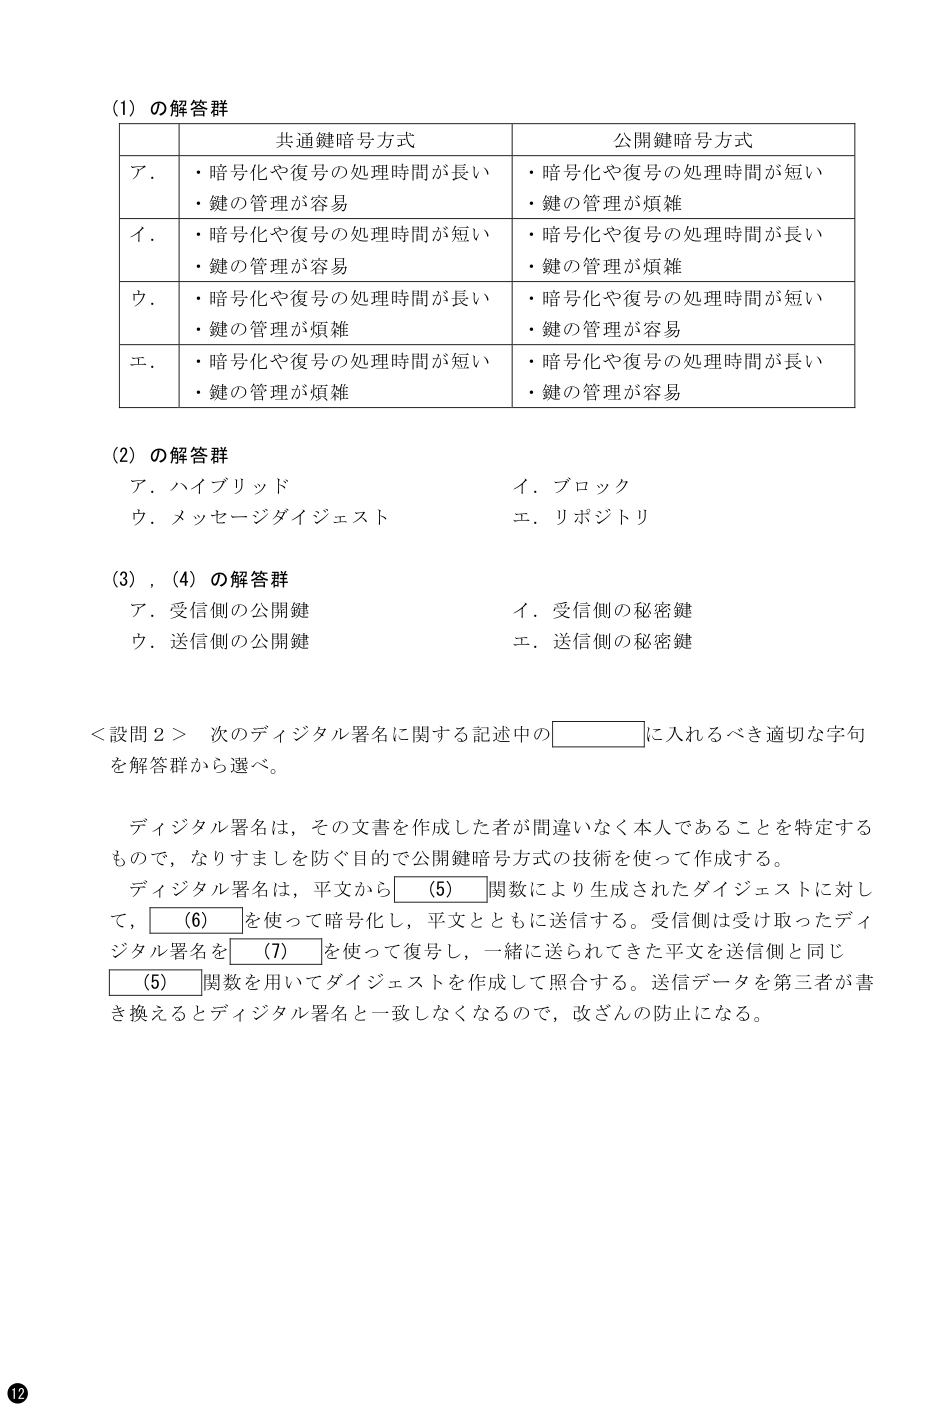 (1) の解答群
共通鍵暗号方式 公開鍵暗号方式
ア. ・暗号化や復号の処理時間が長い ・暗号化や復号の処理時間が短い
・鍵の管理が容易 ・鍵の管理が煩雑
イ. ・暗号化や復号の処理時間が短い ・暗号化や復号の処理時間が長い
・鍵の管理が容易 ・鍵の管理が煩雑
ウ. ・暗号化や復号の処理時間が長い ・暗号化や復号の処理時間が短い
・鍵の管理が煩雑 ・鍵の管理が容易
エ. ・暗号化や復号の処理時間が短い ・暗号化や復号の処理時間が長い
・鍵の管理が煩雑 ・鍵の管理が容易
(2) の解答群
ア. ハイブリッド イ. ブロック
ウ. メッセージダイジェスト エ. リポジトリ
(3) , (4) の解答群
ア. 受信側の公開鍵 イ. 受信側の秘密鍵
ウ. 送信側の公開鍵 エ. 送信側の秘密鍵
＜設問２＞ 次のディジタル署名に関する記述中の に入れるべき適切な字句
を解答群から選べ。
ディジタル署名は，その文書を作成した者が間違いなく本人であることを特定する
もので，なりすましを防ぐ目的で公開鍵暗号方式の技術を使って作成する。
ディジタル署名は，平文から (5) 関数により生成されたダイジェストに対し
て， (6) を使って暗号化し，平文とともに送信する。受信側は受け取ったディ
ジタル署名を (7) を使って復号し，一緒に送られてきた平文を送信側と同じ
(5) 関数を用いてダイジェストを作成して照合する。送信データを第三者が書
き換えるとディジタル署名と一致しなくなるので，改ざんの防止になる。
12